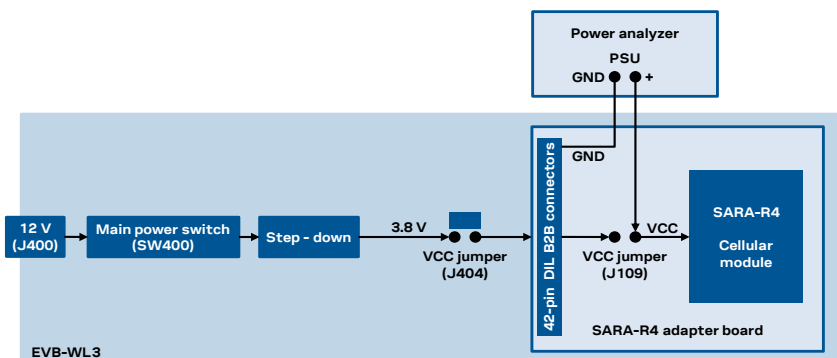 Power analyzer
PSU
GND
+
GND
42-pin DIL B2B connectors
12 V
(J400)
Main power switch
(SW400)
Step - down
3.8 V
VCC jumper
(J404)
VCC jumper
(J109)
VCC
SARA-R4
Cellular
module
SARA-R4 adapter board
EVB-WL3